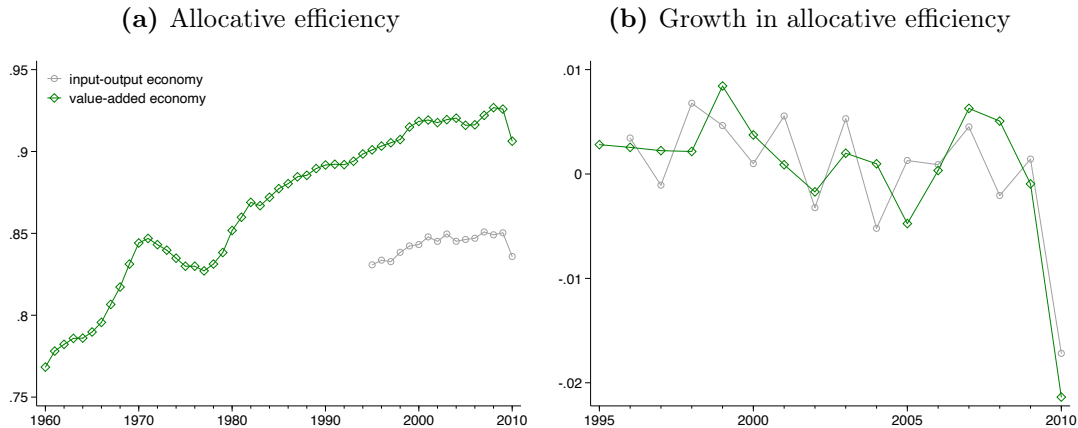 (a) Allocative efficiency
.95
.9
.85
.8
.75
1960 1970 1980 1990 2000 2010
input-output economy
value-added economy
(b) Growth in allocative efficiency
.01
0
-.01
-.02
1995 2000 2005 2010